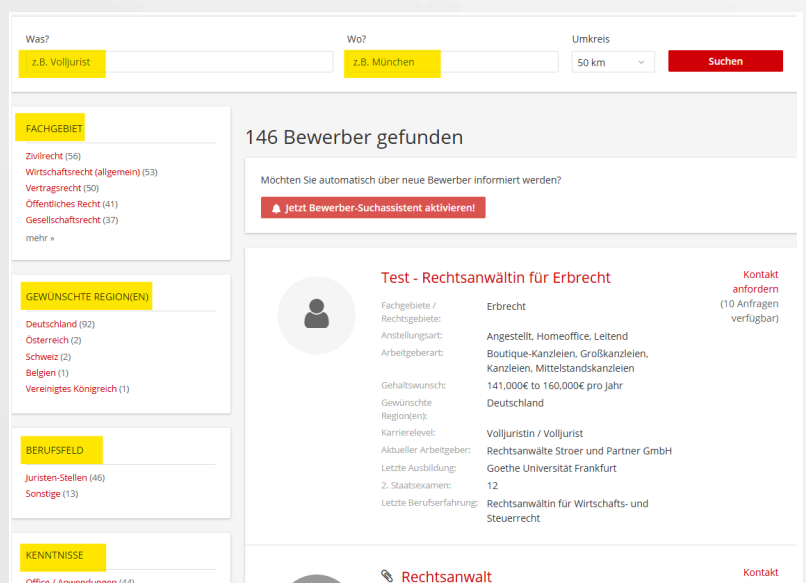 Was?
Wo?
Umkreis
z.B. Volljurist
z.B. München
50 km
Suchen
FACHGEBIET
Zivilrecht (56)
Wirtschaftsrecht (allgemein) (53)
Vertragsrecht (50)
Öffentliches Recht (41)
Gesellschaftsrecht (37)
mehr »
GEWÜNSCHTE REGION(EN)
Deutschland (92)
Österreich (2)
Schweiz (2)
Belgien (1)
Vereinigtes Königreich (1)
BERUFSFELD
Juristen-Stellen (46)
Sonstige (13)
KENNTNISSE
Office / Anwendungen (44)
146 Bewerber gefunden
Möchten Sie automatisch über neue Bewerber informiert werden?
Jetzt Bewerber-Suchassistent aktivieren!
Test - Rechtsanwältin für Erbrecht
Kontakt
anfordern
(10 Anfragen
verfügbar)
Fachgebiete /
Rechtsgebiete:
Erbrecht
Anstellungsart:
Angestellt, Homeoffice, Leitend
Arbeitgeberart:
Boutique-Kanzleien, Großkanzleien,
Kanzleien, Mittelstandskanzleien
Gehaltswunsch:
141,000€ to 160,000€ pro Jahr
Gewünschte
Region(en):
Deutschland
Karrierelevel:
Volljuristin / Volljurist
Aktueller Arbeitgeber:
Rechtsanwälte Stroer und Partner GmbH
Letzte Ausbildung:
Goethe Universität Frankfurt
2. Staatsexamen:
12
Letzte Berufserfahrung:
Rechtsanwältin für Wirtschafts- und
Steuerrecht
Rechtsanwalt
Kontakt